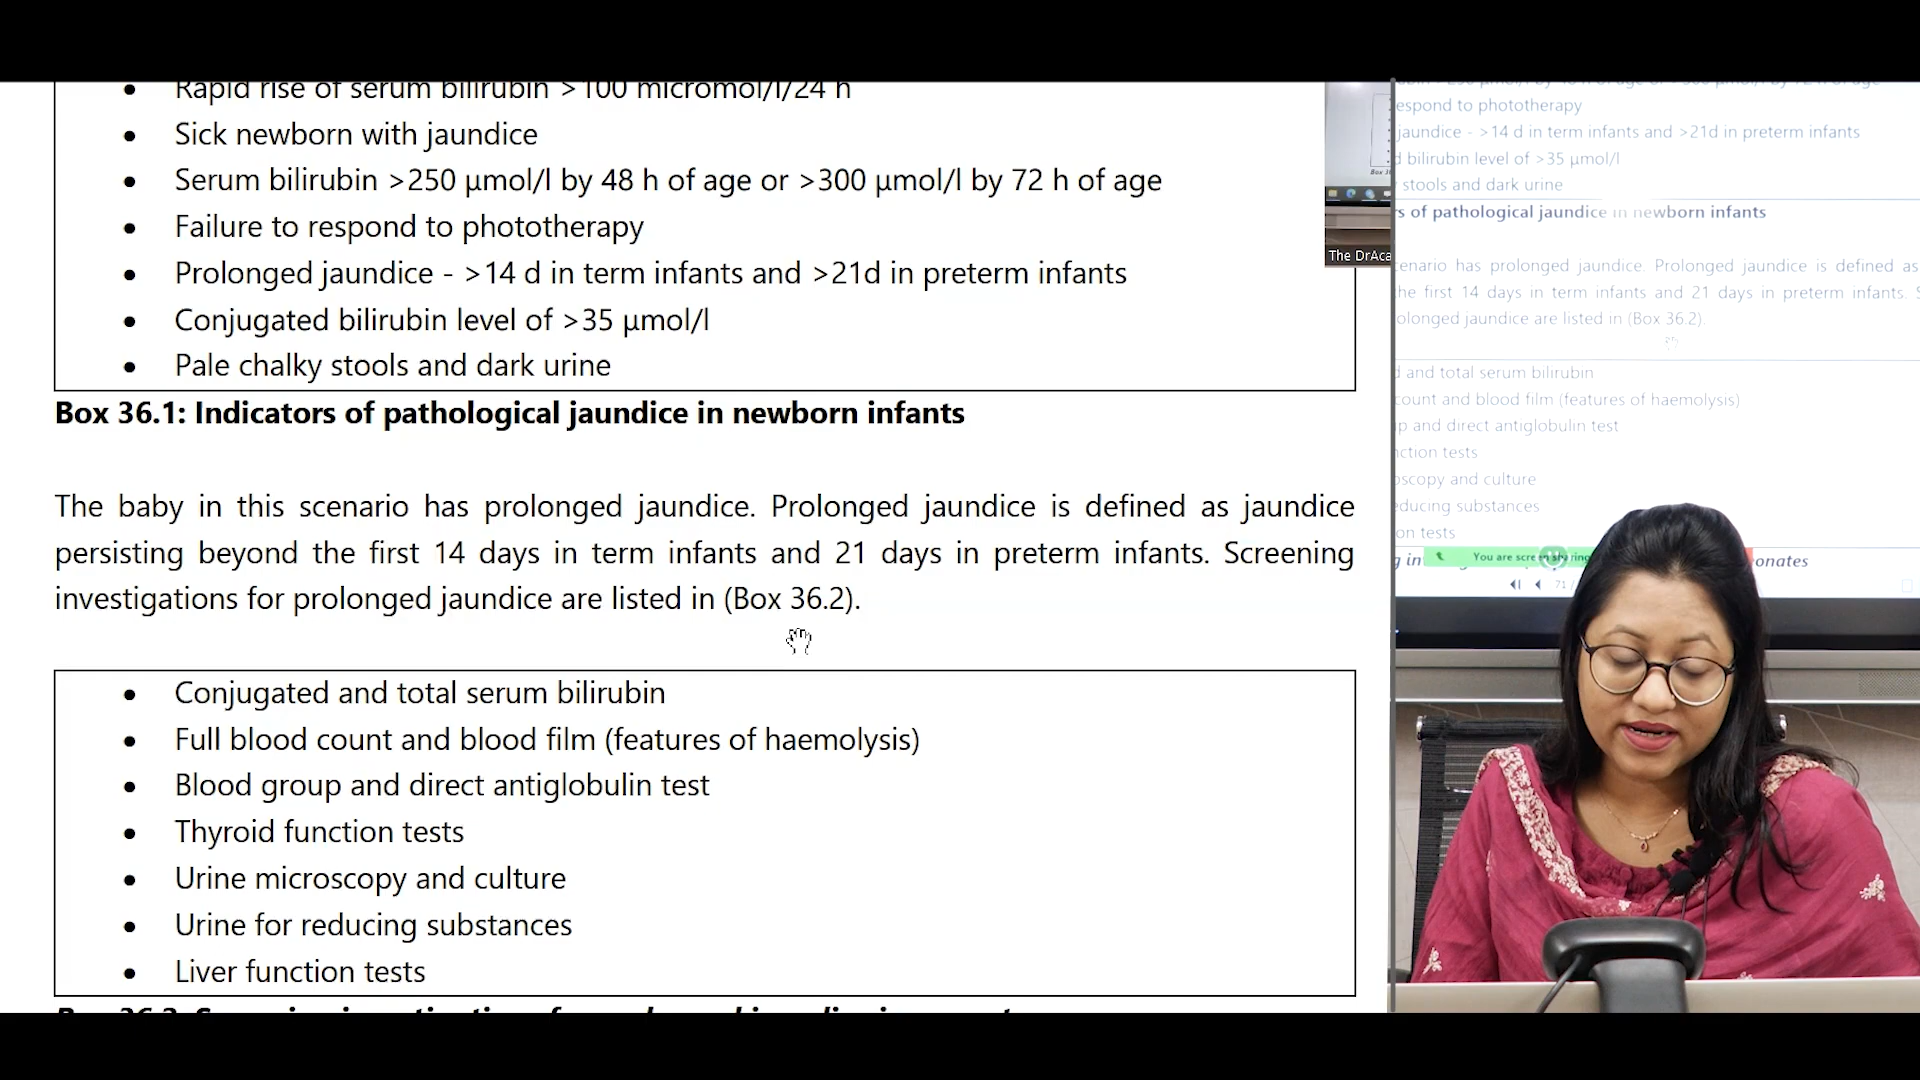 Rapid rise of serum bilirubin >100 micromol/l/24 h
Sick newborn with jaundice
Serum bilirubin >250 µmol/l by 48 h of age or >300 µmol/l by 72 h of age
Failure to respond to phototherapy
Prolonged jaundice - >14 d in term infants and >21d in preterm infants
Conjugated bilirubin level of >35 µmol/l
Pale chalky stools and dark urine
Box 36.1: Indicators of pathological jaundice in newborn infants
The baby in this scenario has prolonged jaundice. Prolonged jaundice is defined as jaundice
persisting beyond the first 14 days in term infants and 21 days in preterm infants. Screening
investigations for prolonged jaundice are listed in (Box 36.2).
Conjugated and total serum bilirubin
Full blood count and blood film (features of haemolysis)
Blood group and direct antiglobulin test
Thyroid function tests
Urine microscopy and culture
Urine for reducing substances
Liver function tests
The DrAca
espond to phototherapy
jaundice - >14 d in term infants and >21d in preterm infants
d bilirubin level of >35 µmol/l
stools and dark urine
rs of pathological jaundice in newborn infants
enario has prolonged jaundice. Prolonged jaundice is defined as
he first 14 days in term infants and 21 days in preterm infants.
olonged jaundice are listed in (Box 36.2).
d and total serum bilirubin
count and blood film (features of haemolysis)
p and direct antiglobulin test
nction tests
oscopy and culture
educing substances
on tests
You are screen sharing
onates
71